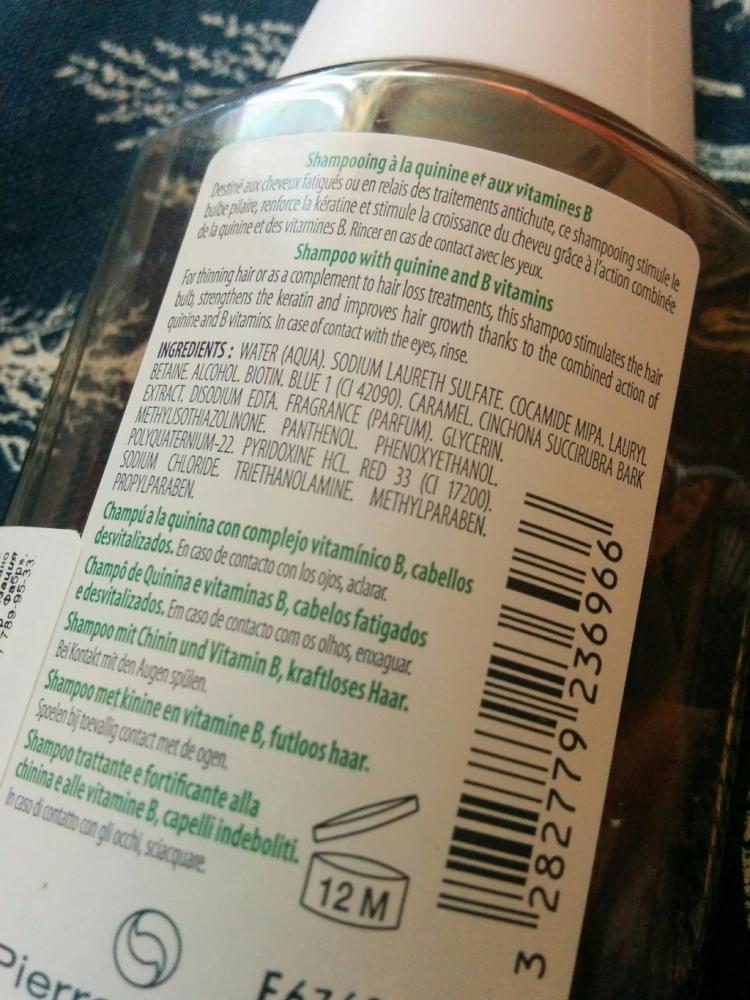 Shampooing à la quinine et aux vitamines B
Destiné aux cheveux fatigués ou en relais des traitements antichute, ce shampooing stimule le
bulbe pilaire, renforce la kératine et stimule la croissance du cheveu grâce à l'action combinée
de la quinine et des vitamines B. Rincer en cas de contact avec les yeux.
Shampoo with quinine and B vitamins
For thinning hair or as a complement to hair loss treatments, this shampoo stimulates the hair
bulb, strengthens the keratin and improves hair growth thanks to the combined action of
quinine and B vitamins. In case of contact with the eyes, rinse.
INGREDIENTS : WATER (AQUA). SODIUM LAURETH SULFATE. COCAMIDE MIPA. LAURYL
BETAINE. ALCOHOL. BIOTIN. BLUE 1 (CI 42090). CARAMEL. CINCHONA SUCCIRUBRA BARK
EXTRACT. DISODIUM EDTA. FRAGRANCE (PARFUM). GLYCERIN.
METHYLISOTHIAZOLINONE. PANTHENOL. PHENOXYETHANOL.
POLYQUATERNIUM-22. PYRIDOXINE HCL. RED 33 (CI 17200).
SODIUM CHLORIDE. TRIETHANOLAMINE. METHYLPARABEN.
PROPYLPARABEN.
Champú a la quinina con complejo vitamínico B, cabellos
desvitalizados. En caso de contacto con los ojos, aclarar.
Champô de Quinina e vitaminas B, cabelos fatigados
e desvitalizados. Em caso de contacto com os olhos, enxaguar.
Shampoo mit Chinin und Vitamin B, kraftloses Haar.
Bei Kontakt mit den Augen spülen.
Shampoo met kinine en vitamine B, futloos haar.
Spoelen bij toevallig contact met de ogen.
Shampoo trattante e fortificante alla
chinina e alle vitamine B, capelli indeboliti.
In caso di contatto con gli occhi, sciacquare.
12 M
3 282779 236966
Pierre